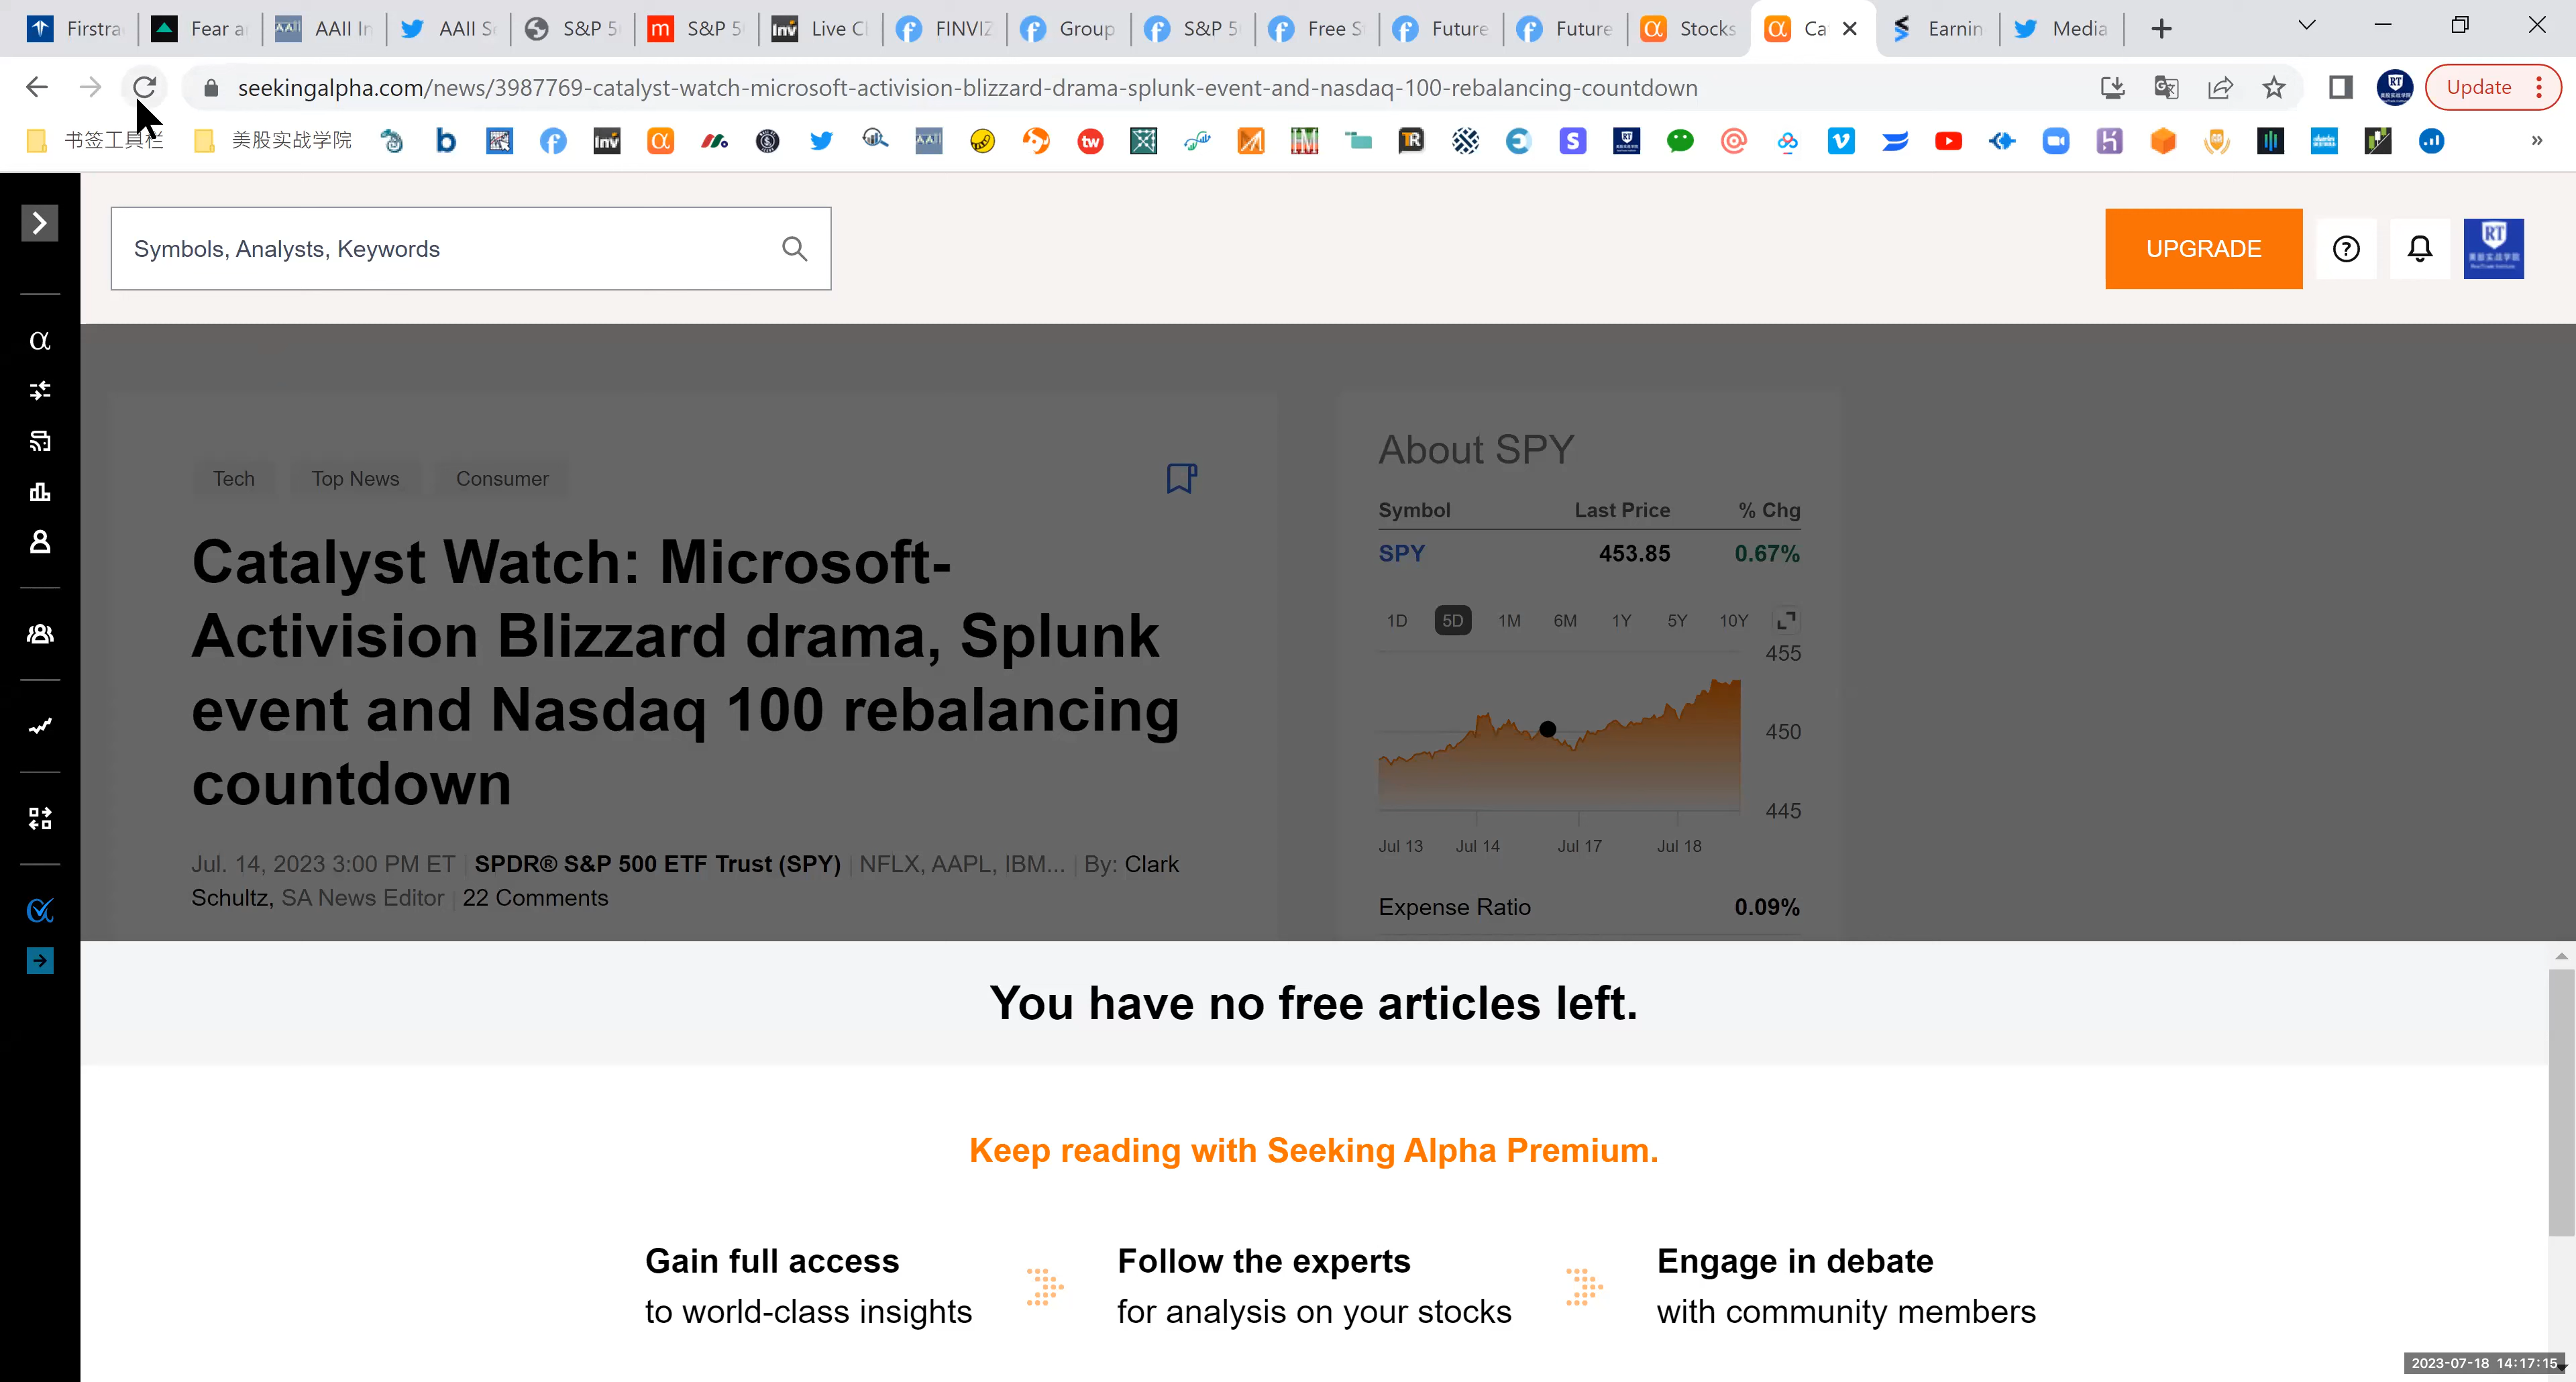 Firstra
Fear a
AAII In
AAII Se
S&P 5
S&P 5
Live C
FINVIZ
Group
S&P 5
Free S
Future
Future
Stocks
Ca
Earnin
Media
seekingalpha.com/news/3987769-catalyst-watch-microsoft-activision-blizzard-drama-splunk-event-and-nasdaq-100-rebalancing-countdown
Update
书签工具栏
美股实战学院
Symbols, Analysts, Keywords
UPGRADE
RT
美股实战学院
Tech
Top News
Consumer
Catalyst Watch: Microsoft-
Activision Blizzard drama, Splunk
event and Nasdaq 100 rebalancing
countdown
Jul. 14, 2023 3:00 PM ET | SPDR® S&P 500 ETF Trust (SPY) | NFLX, AAPL, IBM... | By: Clark
Schultz, SA News Editor | 22 Comments
About SPY
Symbol Last Price % Chg
SPY 453.85 0.67%
1D 5D 1M 6M 1Y 5Y 10Y
455
450
445
Jul 13 Jul 14 Jul 17 Jul 18
Expense Ratio 0.09%
You have no free articles left.
Keep reading with Seeking Alpha Premium.
Gain full access
to world-class insights
Follow the experts
for analysis on your stocks
Engage in debate
with community members
2023-07-18 14:17:15